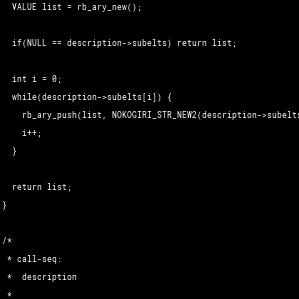 VALUE list = rb_ary_new();
if(NULL == description->subelts) return list;
int i = 0;
while(description->subelts[i]) {
rb_ary_push(list, NOKOGIRI_STR_NEW2(description->subelts
i++;
}
return list;
}
/*
* call-seq:
* description
*